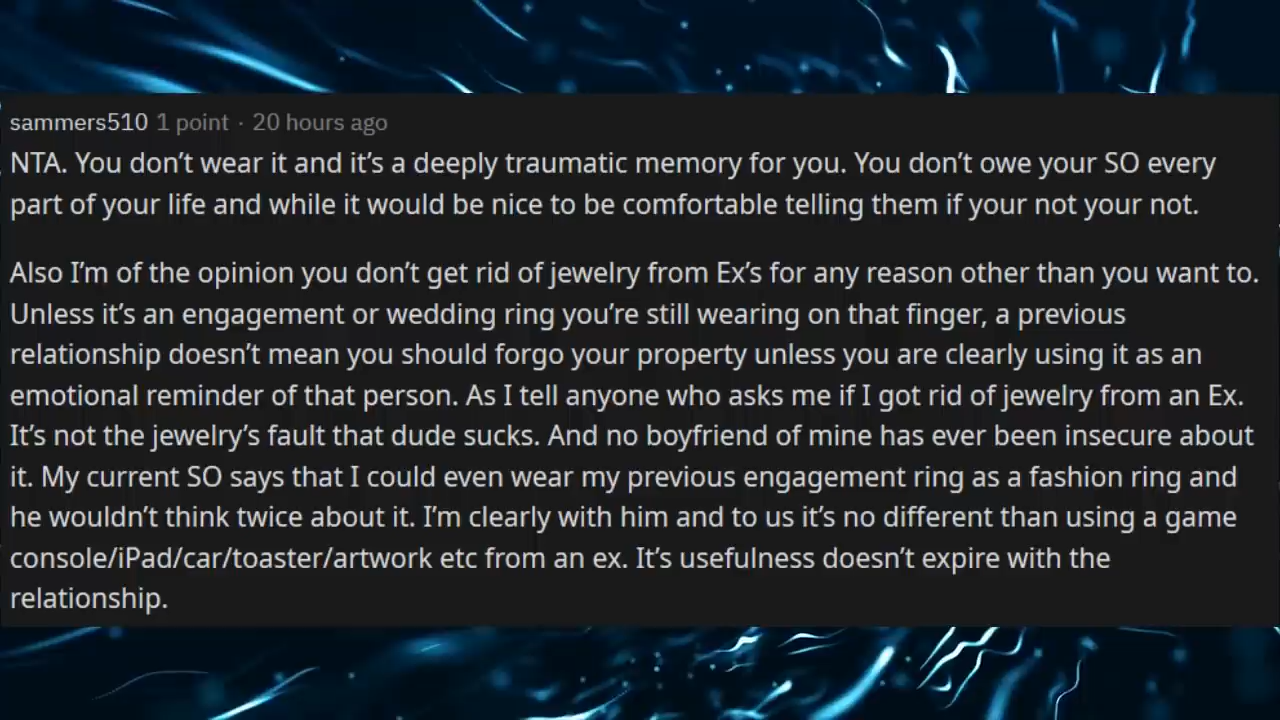 sammers510 1 point · 20 hours ago
NTA. You don’t wear it and it’s a deeply traumatic memory for you. You don’t owe your SO every
part of your life and while it would be nice to be comfortable telling them if your not your not.
Also I’m of the opinion you don’t get rid of jewelry from Ex’s for any reason other than you want to.
Unless it’s an engagement or wedding ring you’re still wearing on that finger, a previous
relationship doesn’t mean you should forgo your property unless you are clearly using it as an
emotional reminder of that person. As I tell anyone who asks me if I got rid of jewelry from an Ex.
It’s not the jewelry’s fault that dude sucks. And no boyfriend of mine has ever been insecure about
it. My current SO says that I could even wear my previous engagement ring as a fashion ring and
he wouldn’t think twice about it. I’m clearly with him and to us it’s no different than using a game
console/iPad/car/toaster/artwork etc from an ex. It’s usefulness doesn’t expire with the
relationship.